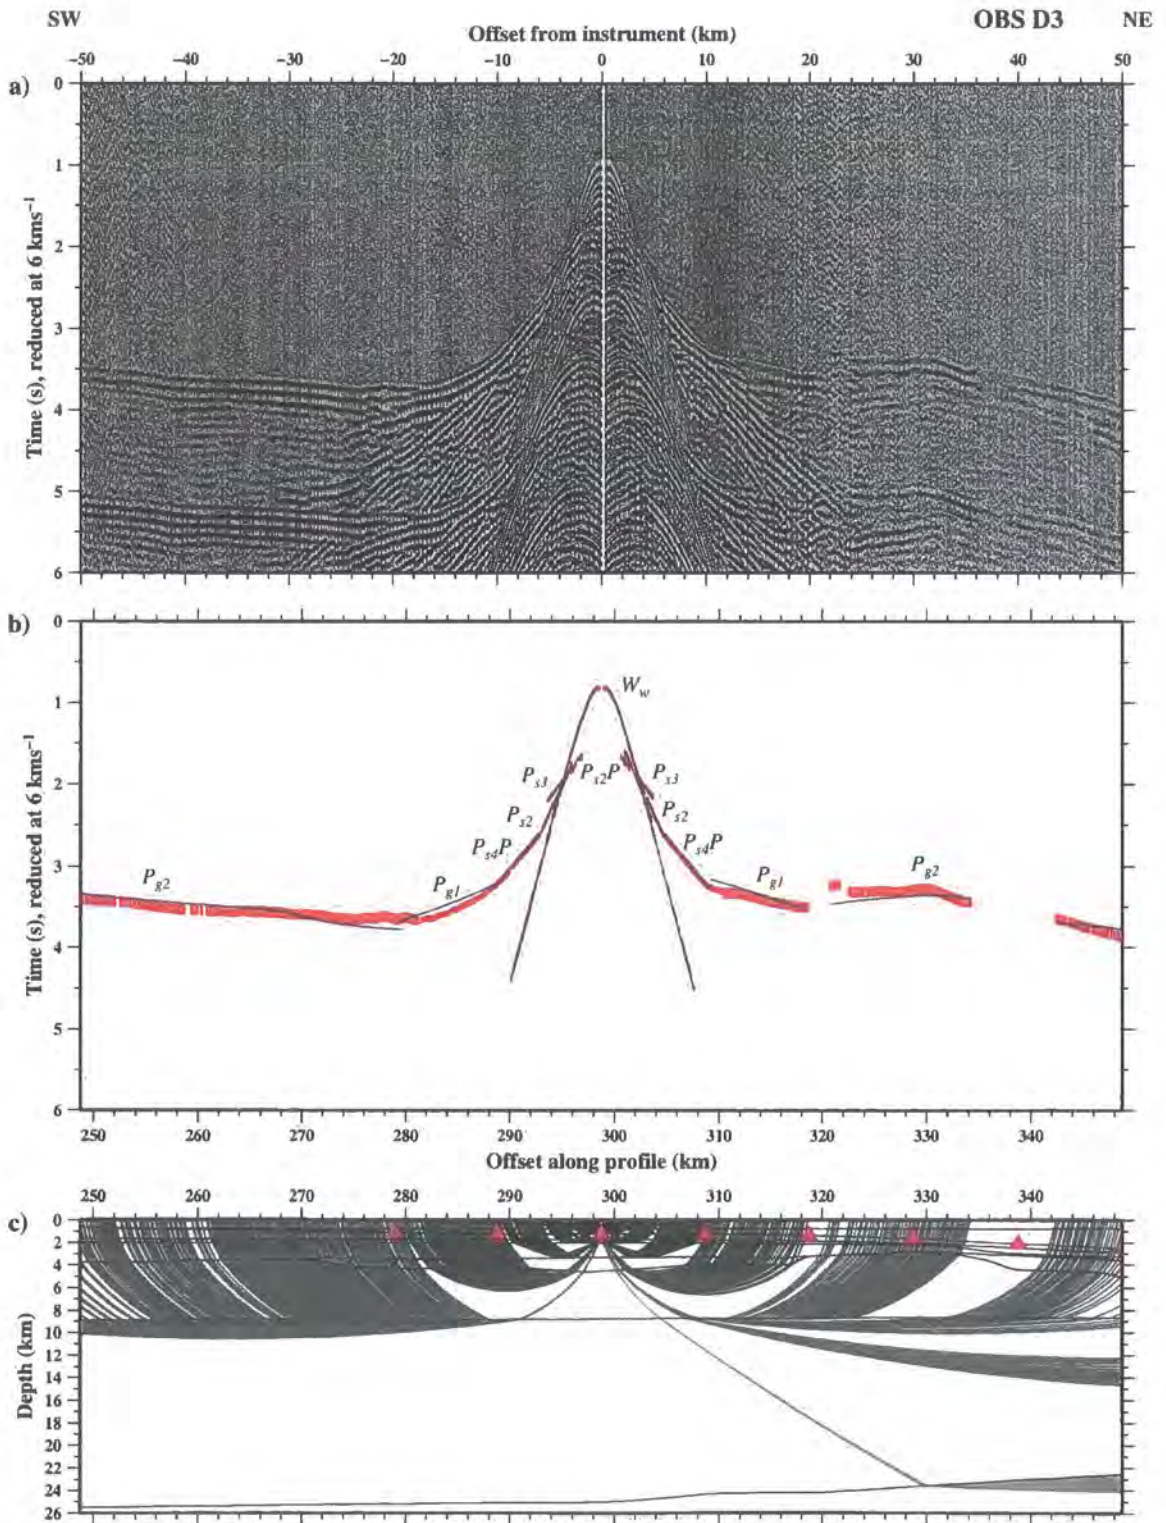 SW
OBS D3
NE
Offset from instrument (km)
−50 −40 −30 −20 −10 0 10 20 30 40 50
a)
0
1
2
3
4
5
6
Time (s), reduced at 6 kms⁻¹
b)
0
1
2
3
4
5
6
Time (s), reduced at 6 kms⁻¹
Ww
Ps3 Ps2P Ps3
Ps2 Ps2
Ps4P Ps4P
Pg2 Pg1 Pg1 Pg2
250 260 270 280 290 300 310 320 330 340
Offset along profile (km)
250 260 270 280 290 300 310 320 330 340
c)
0
2
4
6
8
10
12
14
16
18
20
22
24
26
Depth (km)